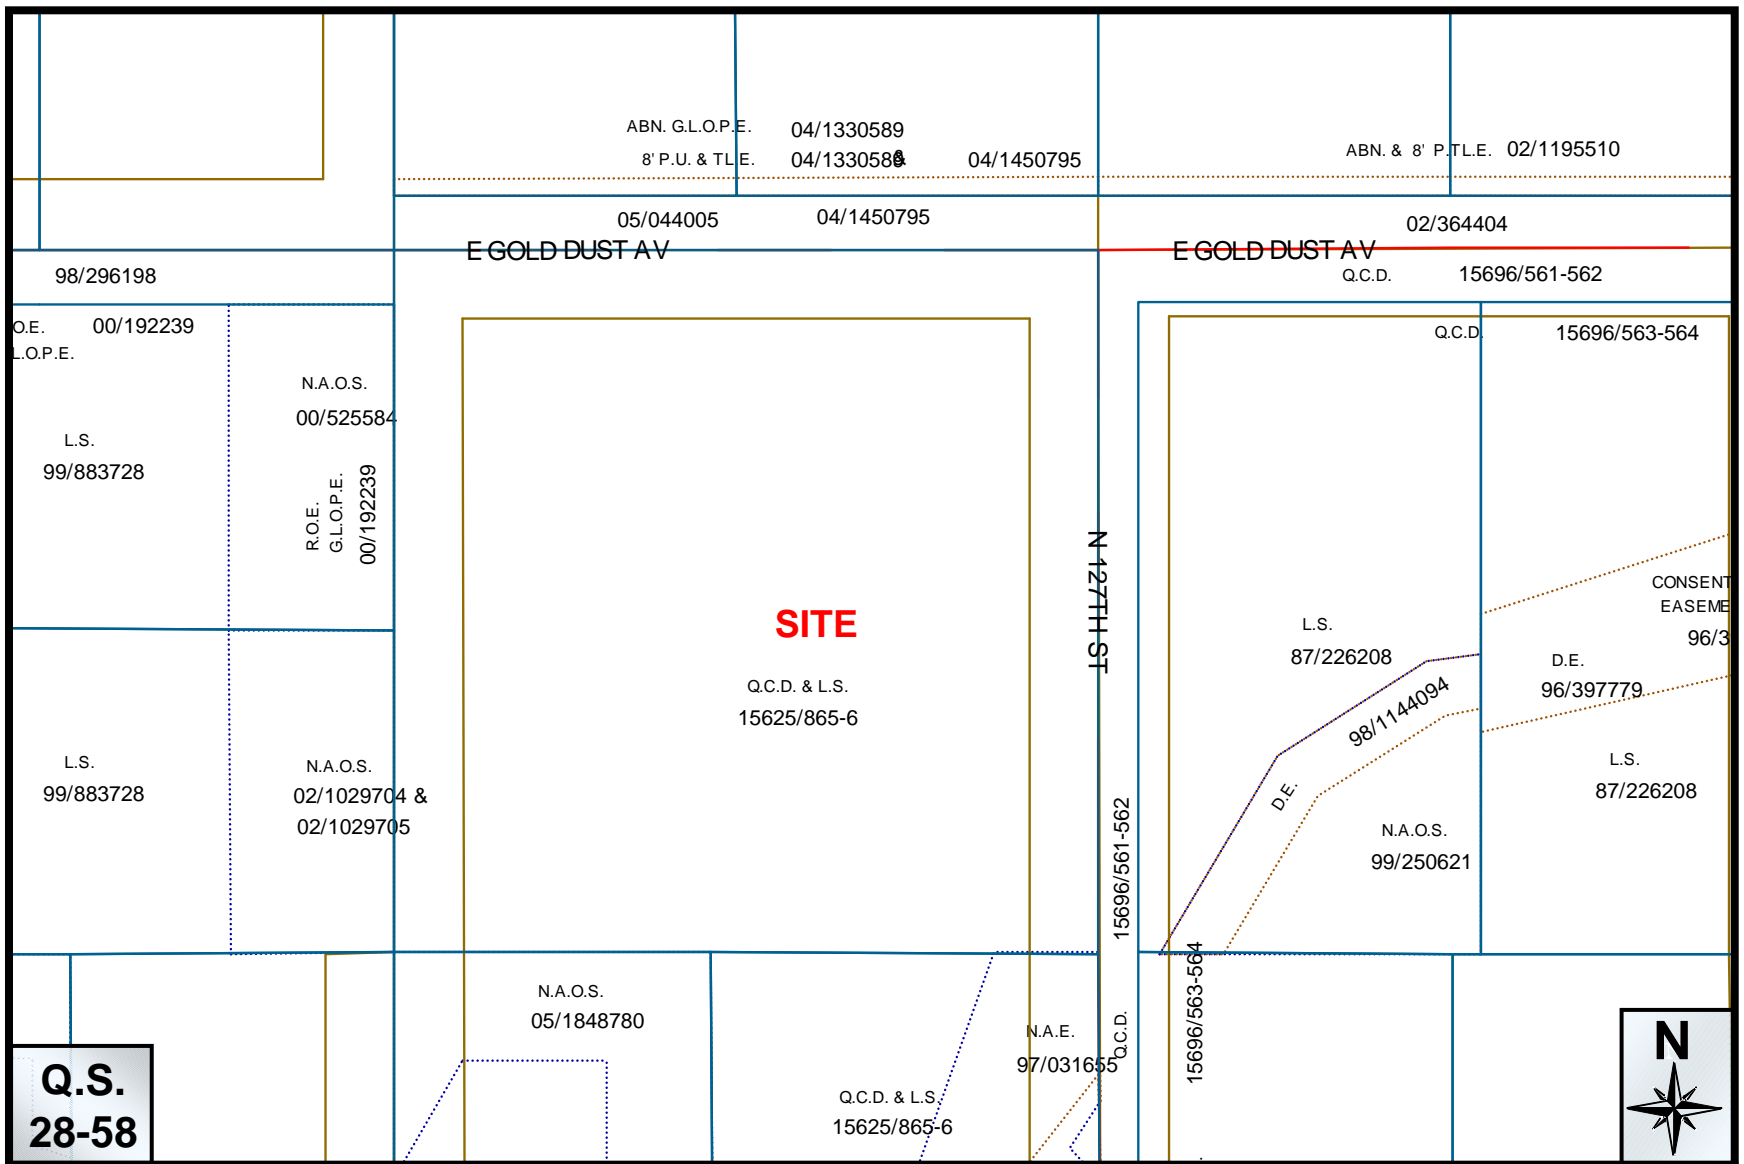 ABN. G.L.O.P.E. 04/1330589
8' P.U. & T.L.E. 04/1330589 & 04/1450795
ABN. & 8' P.T.L.E. 02/1195510
05/044005 04/1450795
02/364404
E GOLD DUST AV
E GOLD DUST AV
98/296198
Q.C.D. 15696/561-562
O.E. 00/192239
L.O.P.E.
Q.C.D. 15696/563-564
N.A.O.S.
00/525584
L.S.
99/883728
R.O.E.
G.L.O.P.E.
00/192239
N 127TH ST
SITE
Q.C.D. & L.S.
15625/865-6
L.S.
87/226208
CONSENT
EASEME
96/3
D.E.
96/397779
98/1144094
D.E.
L.S.
99/883728
N.A.O.S.
02/1029704 &
02/1029705
L.S.
87/226208
N.A.O.S.
99/250621
15696/561-562
Q.C.D.
15696/563-564
N.A.O.S.
05/1848780
N.A.E.
97/031655
Q.C.D. & L.S.
15625/865-6
Q.S.
28-58
N